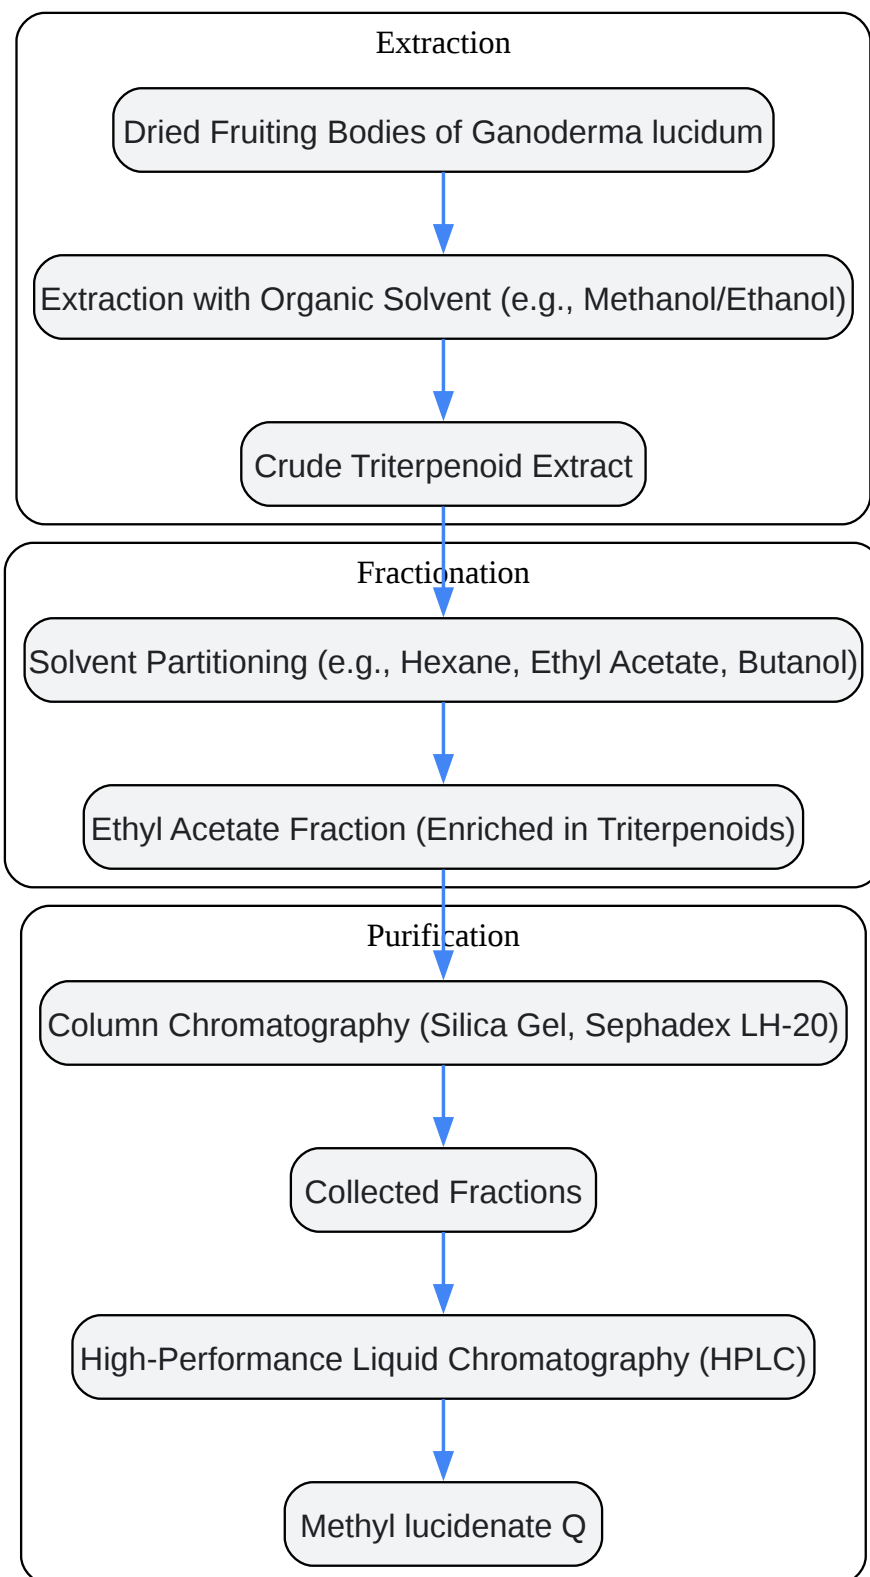 Extraction
Dried Fruiting Bodies of Ganoderma lucidum
Extraction with Organic Solvent (e.g., Methanol/Ethanol)
Crude Triterpenoid Extract
Fractionation
Solvent Partitioning (e.g., Hexane, Ethyl Acetate, Butanol)
Ethyl Acetate Fraction (Enriched in Triterpenoids)
Purification
Column Chromatography (Silica Gel, Sephadex LH-20)
Collected Fractions
High-Performance Liquid Chromatography (HPLC)
Methyl lucidenate Q